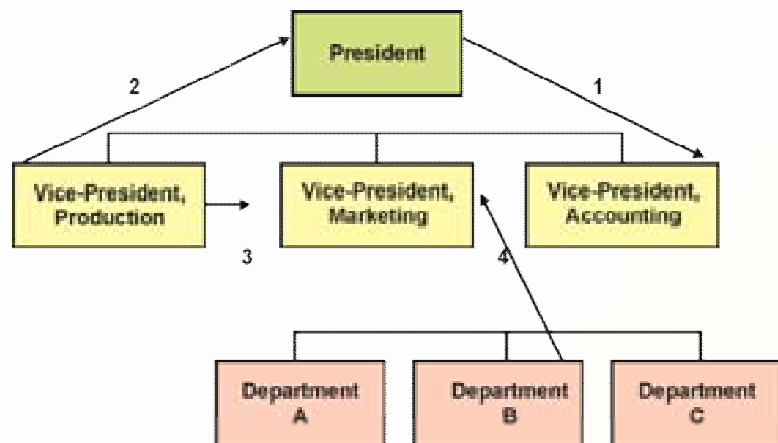 President
2
1
Vice-President,
Production
Vice-President,
Marketing
Vice-President,
Accounting
3
4
Department
A
Department
B
Department
C